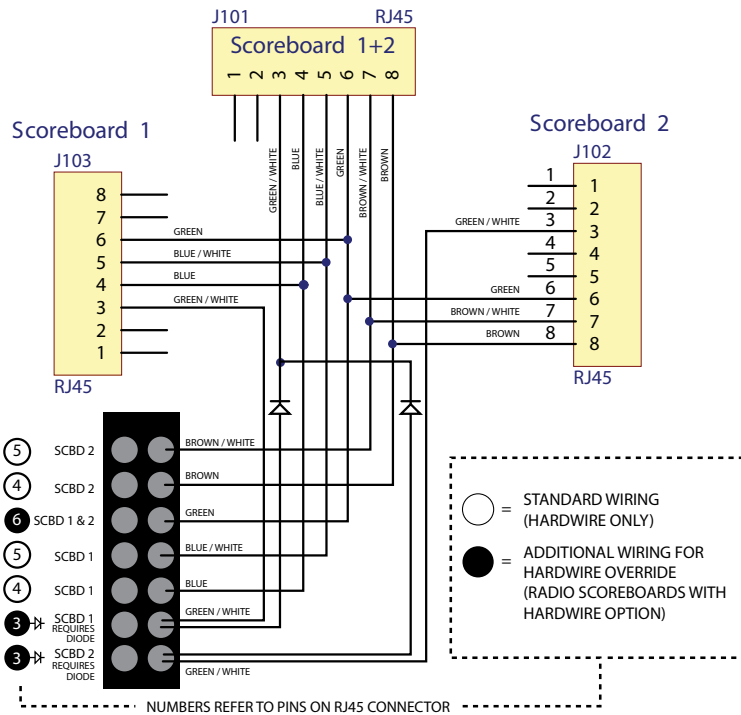 J101 RJ45
Scoreboard 1+2
1 2 3 4 5 6 7 8
GREEN / WHITE
BLUE
BLUE / WHITE
GREEN
BROWN / WHITE
BROWN
Scoreboard 1
J103
8
7
6
5
4
3
2
1
RJ45
GREEN
BLUE / WHITE
BLUE
GREEN / WHITE
Scoreboard 2
J102
1 1
2 2
GREEN / WHITE 3 3
4 4
5 5
GREEN 6 6
BROWN / WHITE 7 7
BROWN 8 8
RJ45
5 SCBD 2 BROWN / WHITE
4 SCBD 2 BROWN
6 SCBD 1 & 2 GREEN
5 SCBD 1 BLUE / WHITE
4 SCBD 1 BLUE
3 SCBD 1 GREEN / WHITE
REQUIRES
DIODE
3 SCBD 2
REQUIRES
DIODE
GREEN / WHITE
= STANDARD WIRING
(HARDWIRE ONLY)
= ADDITIONAL WIRING FOR
HARDWIRE OVERRIDE
(RADIO SCOREBOARDS WITH
HARDWIRE OPTION)
NUMBERS REFER TO PINS ON RJ45 CONNECTOR